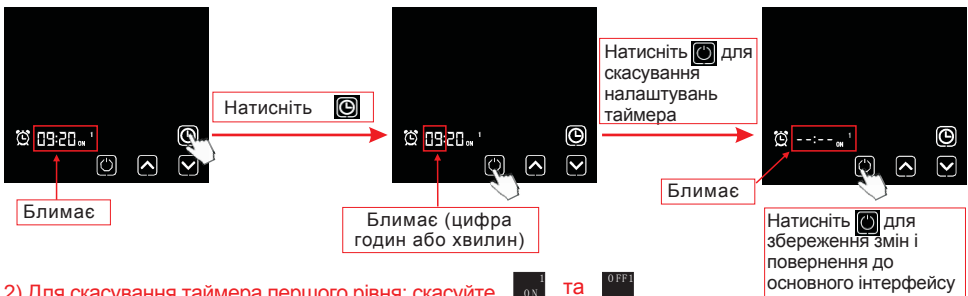 09:20 ON 1
Блимає
Натисніть
09:20 ON 1
Блимає (цифра
годин або хвилин)
Натисніть для
скасування
налаштувань
таймера
--:-- ON 1
Блимає
Натисніть для
збереження змін і
повернення до
основного інтерфейсу
2) Для скасування таймера першого рівня: скасуйте ON 1 та OFF1